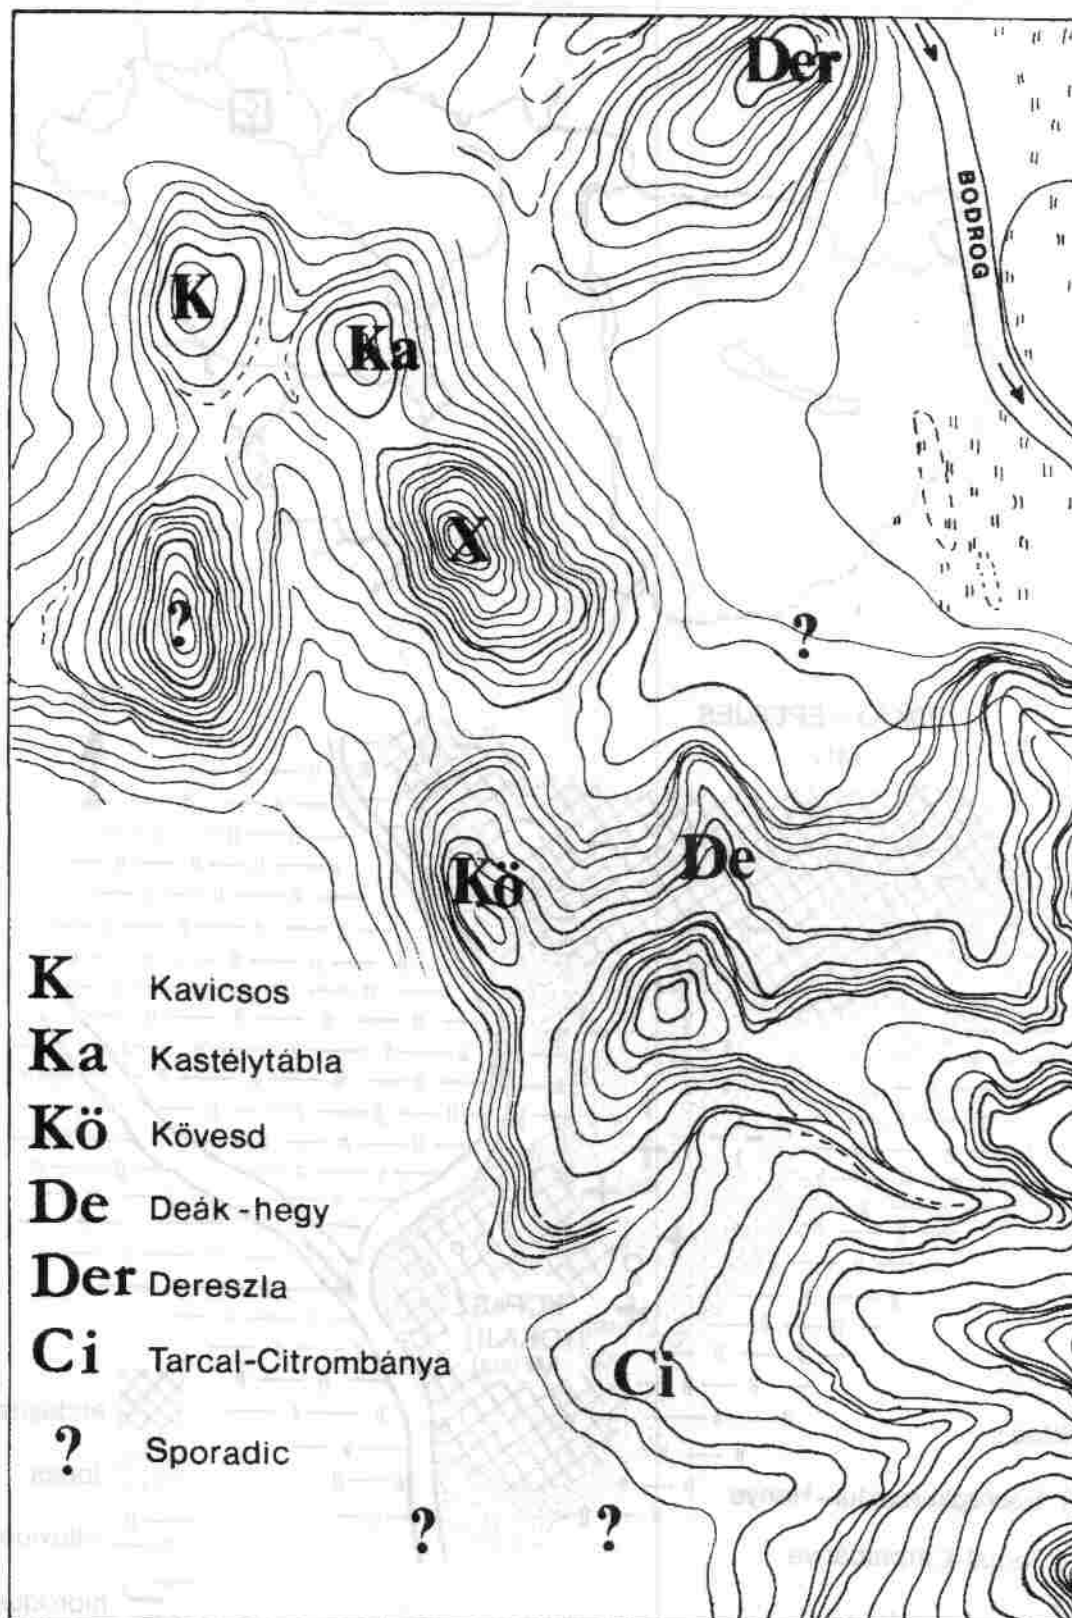 Der
BODROG
K
Ka
X
?
?
Kö
De
K Kavicsos
Ka Kastélytábla
Kö Kövesd
De Deák-hegy
Der Dereszla
Ci Tarcal-Citrombánya
? Sporadic
Ci
? ?